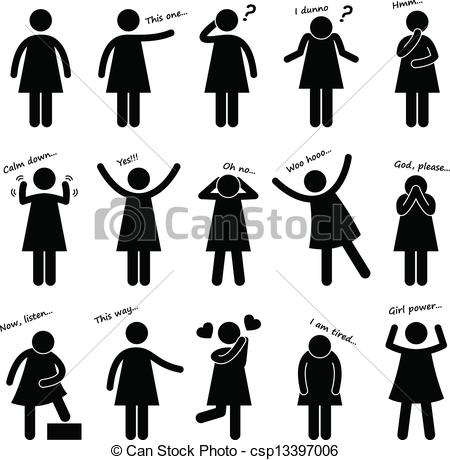 This one...
?
I dunno
?
Hmm...
Calm down...
Yes!!!
Oh no...
Woo hooo...
God, please...
Can Stock Photo
Now, listen...
This way...
I am tired...
Girl power...
© Can Stock Photo - csp13397006